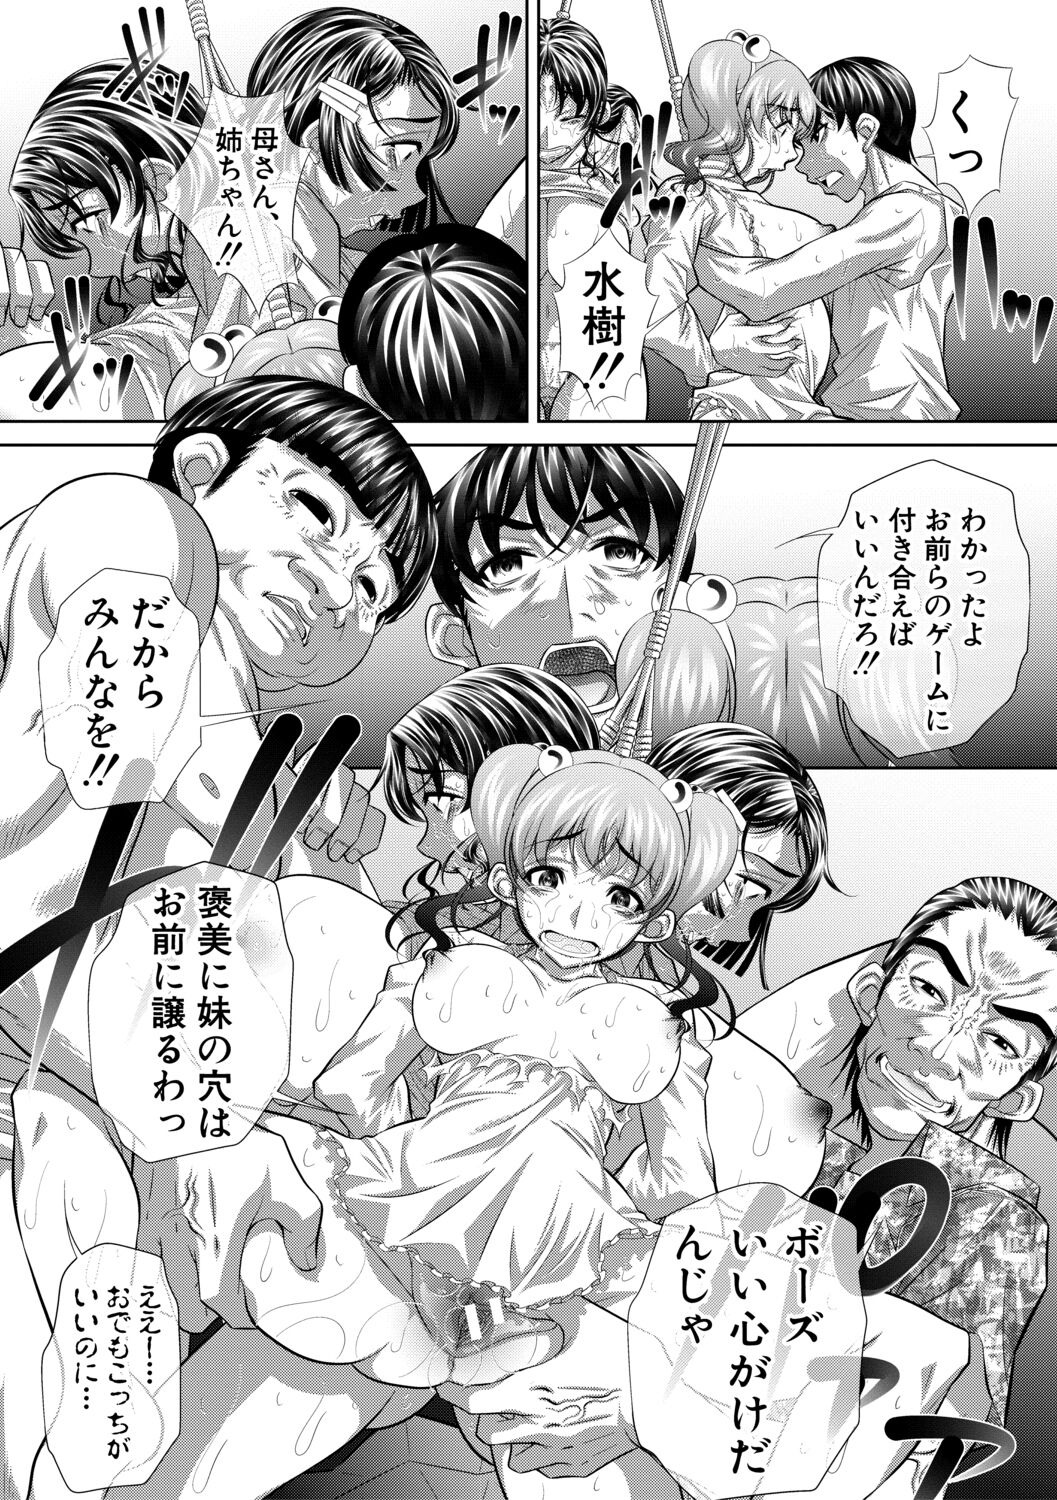 くっ
水樹!!
母さん、
姉ちゃん!!
わかったよ
お前らのゲームに
付き合えば
いいんだろ!!
だから
みんなを!!
褒美に妹の穴は
お前に譲るわっ
ボーズ
いい心がけだ
んじゃ
ええー…
おでもこっちが
いいのに…